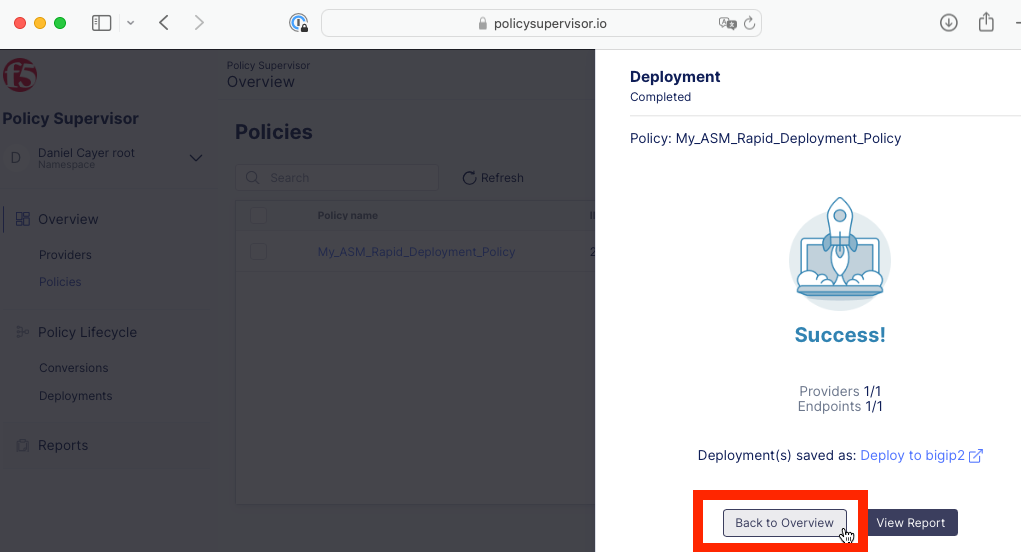 policysupervisor.io
f5
Policy Supervisor
D
Daniel Cayer root
Namespace
Overview
Providers
Policies
Policy Lifecycle
Conversions
Deployments
Reports
Policy Supervisor
Overview
Policies
Search
Refresh
Policy name
My_ASM_Rapid_Deployment_Policy
2
Deployment
Completed
Policy: My_ASM_Rapid_Deployment_Policy
Success!
Providers 1/1
Endpoints 1/1
Deployment(s) saved as: Deploy to bigip2
Back to Overview
View Report